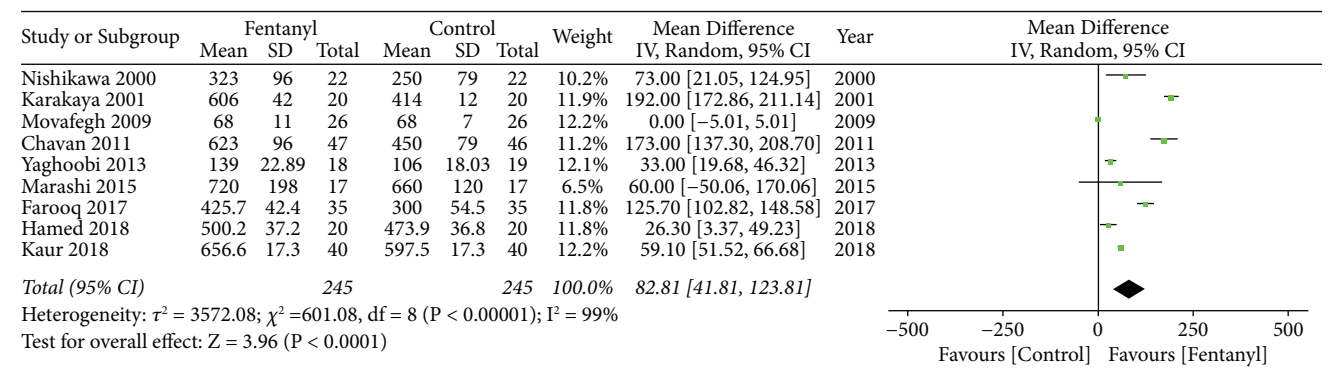 Study or Subgroup Fentanyl Control Weight Mean Difference Year Mean Difference
Mean SD Total Mean SD Total IV, Random, 95% CI IV, Random, 95% CI
Nishikawa 2000 323 96 22 250 79 22 10.2% 73.00 [21.05, 124.95] 2000
Karakaya 2001 606 42 20 414 12 20 11.9% 192.00 [172.86, 211.14] 2001
Movafegh 2009 68 11 26 68 7 26 12.2% 0.00 [−5.01, 5.01] 2009
Chavan 2011 623 96 47 450 79 46 11.2% 173.00 [137.30, 208.70] 2011
Yaghoobi 2013 139 22.89 18 106 18.03 19 12.1% 33.00 [19.68, 46.32] 2013
Marashi 2015 720 198 17 660 120 17 6.5% 60.00 [−50.06, 170.06] 2015
Farooq 2017 425.7 42.4 35 300 54.5 35 11.8% 125.70 [102.82, 148.58] 2017
Hamed 2018 500.2 37.2 20 473.9 36.8 20 11.8% 26.30 [3.37, 49.23] 2018
Kaur 2018 656.6 17.3 40 597.5 17.3 40 12.2% 59.10 [51.52, 66.68] 2018
Total (95% CI) 245 245 100.0% 82.81 [41.81, 123.81]
Heterogeneity: τ² = 3572.08; χ² =601.08, df = 8 (P < 0.00001); I² = 99%
Test for overall effect: Z = 3.96 (P < 0.0001)
−500 −250 0 250 500
Favours [Control] Favours [Fentanyl]